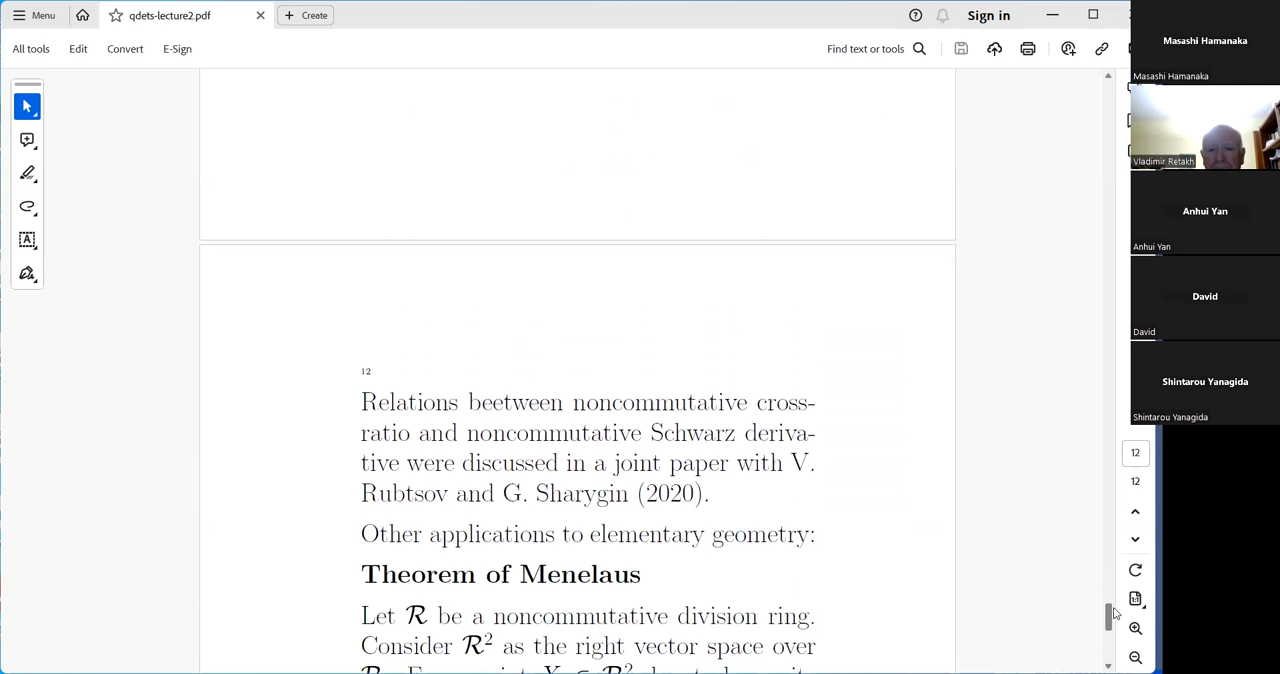 Menu
qdets-lecture2.pdf
Create
Sign in
All tools
Edit
Convert
E-Sign
Find text or tools
Masashi Hamanaka
Masashi Hamanaka
Vladimir Retakh
Anhui Yan
Anhui Yan
David
David
Shintarou Yanagida
Shintarou Yanagida
12
12
12
Relations beetween noncommutative cross-
ratio and noncommutative Schwarz deriva-
tive were discussed in a joint paper with V.
Rubtsov and G. Sharygin (2020).
Other applications to elementary geometry:
Theorem of Menelaus
Let R be a noncommutative division ring.
Consider R² as the right vector space over